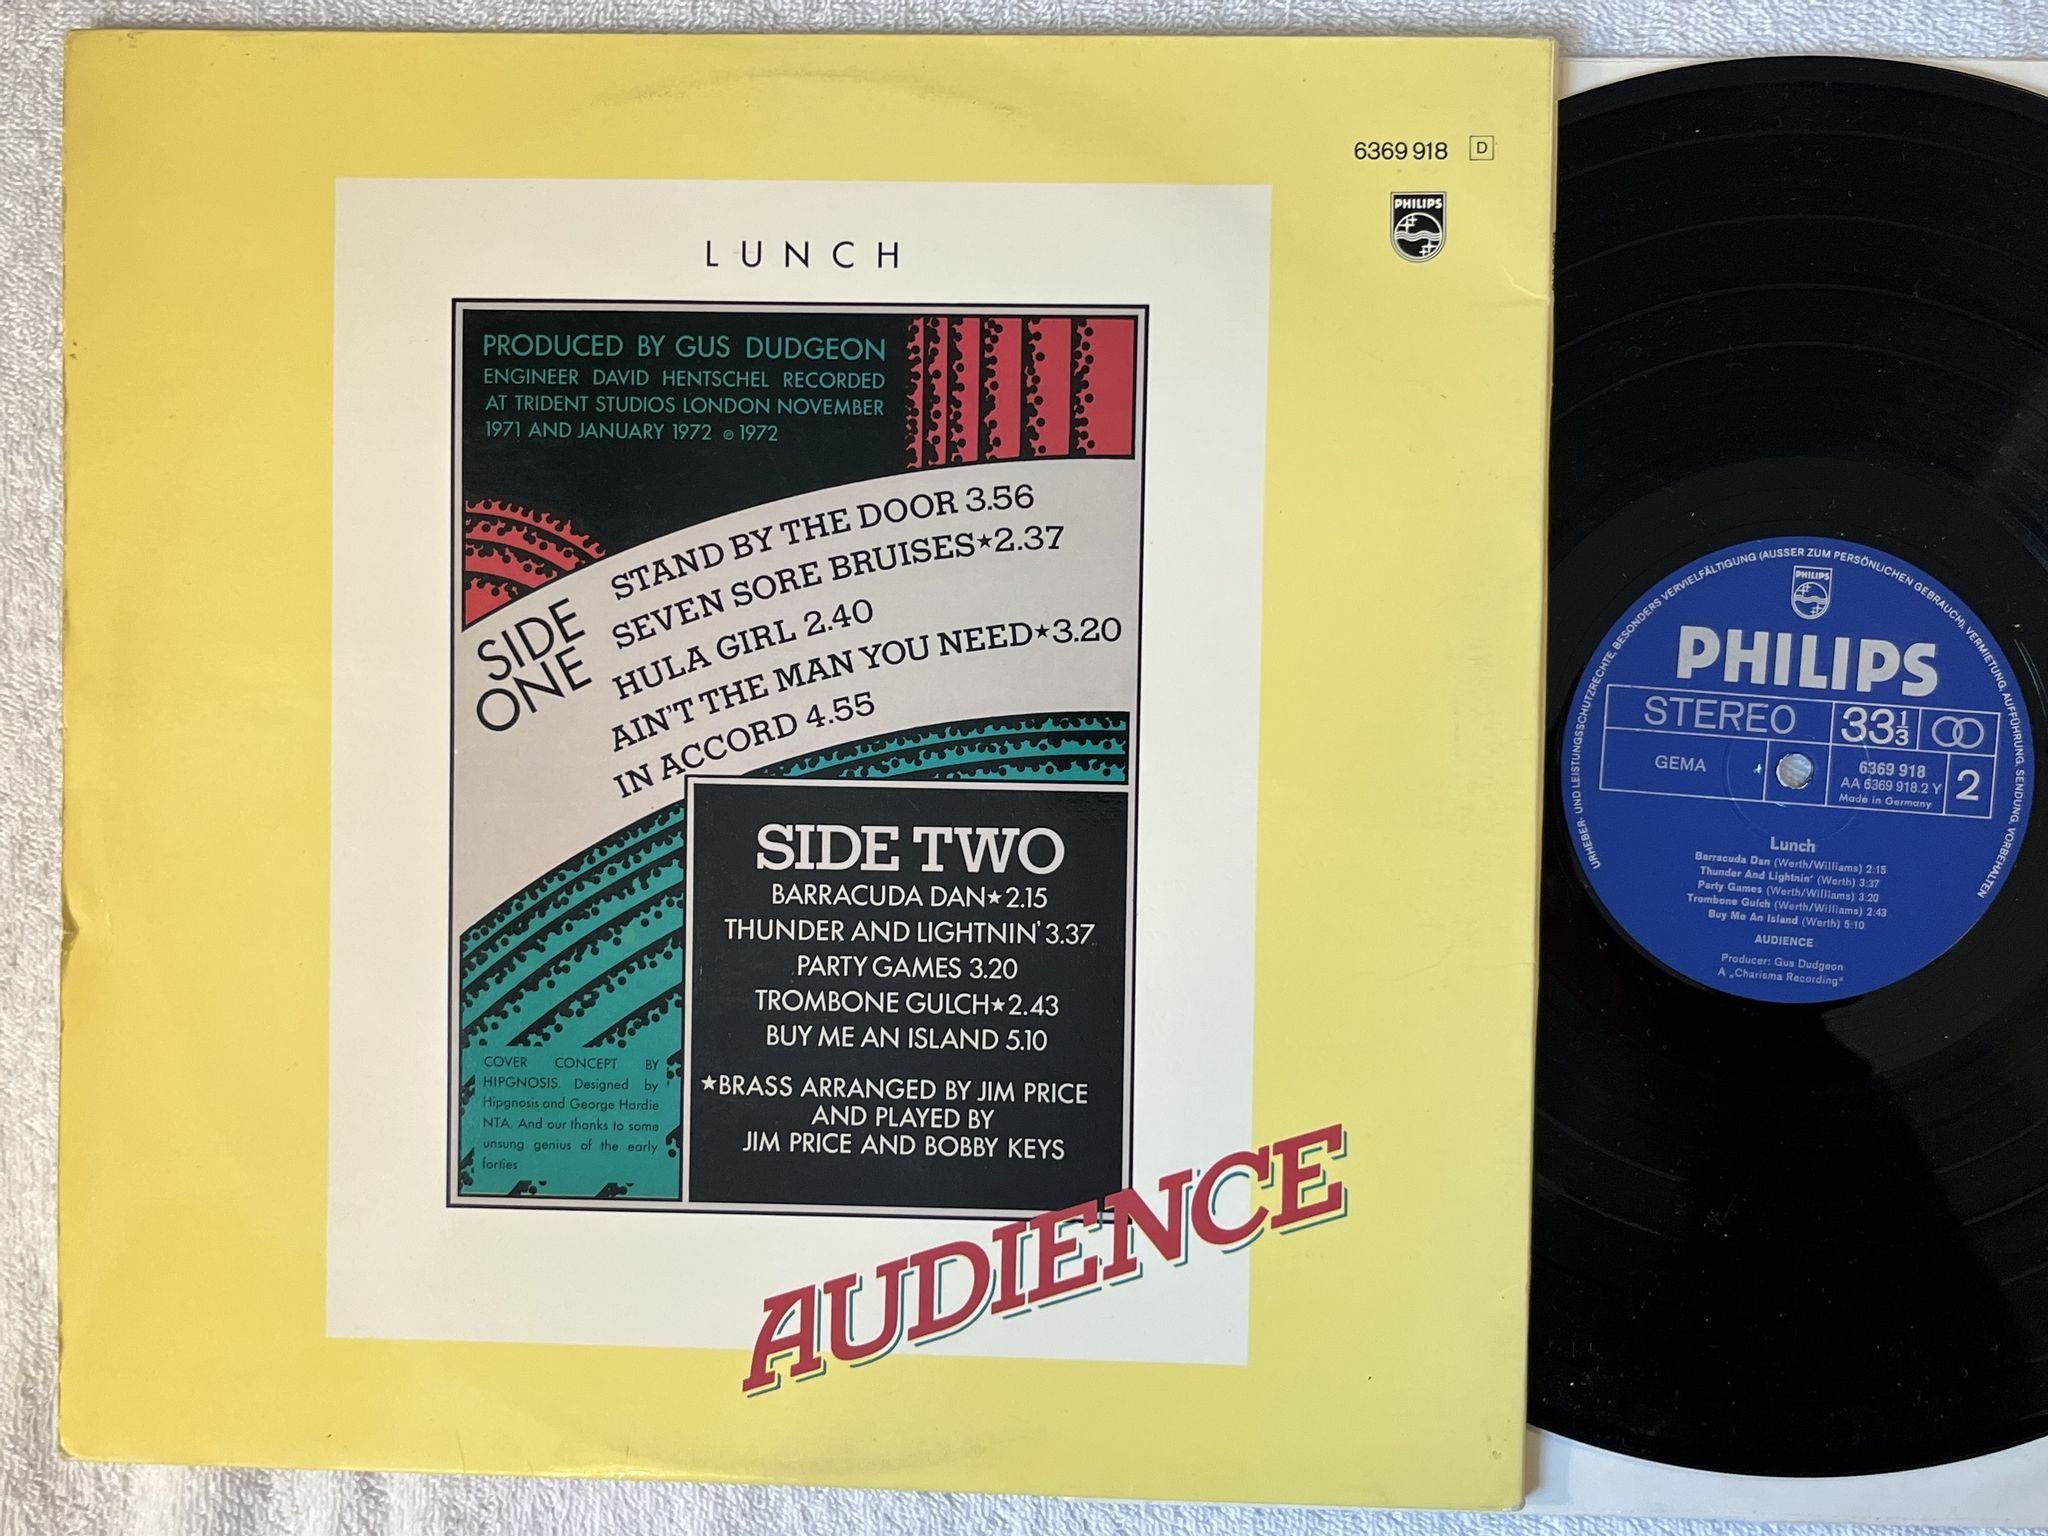 6369 918 D
PHILIPS
LUNCH
PRODUCED BY GUS DUDGEON
ENGINEER DAVID HENTSCHEL RECORDED
AT TRIDENT STUDIOS LONDON NOVEMBER
1971 AND JANUARY 1972 ℗ 1972
SIDE
ONE
STAND BY THE DOOR 3.56
SEVEN SORE BRUISES★2.37
HULA GIRL 2.40
AIN'T THE MAN YOU NEED★3.20
IN ACCORD 4.55
SIDE TWO
BARRACUDA DAN★2.15
THUNDER AND LIGHTNIN' 3.37
PARTY GAMES 3.20
TROMBONE GULCH★2.43
BUY ME AN ISLAND 5.10
★BRASS ARRANGED BY JIM PRICE
AND PLAYED BY
JIM PRICE AND BOBBY KEYS
COVER CONCEPT BY
HIPGNOSIS. Designed by
Hipgnosis and George Hardie
NTA. And our thanks to some
unsung genius of the early
forties
AUDIENCE
URHEBER- UND LEISTUNGSSCHUTZRECHTE, BESONDERS VERVIELFÄLTIGUNG (AUSSER ZUM PERSÖNLICHEN GEBRAUCH), VERMIETUNG, AUFFÜHRUNG, SENDUNG, VORBEHALTEN
PHILIPS
PHILIPS
STEREO 33 1/3
GEMA
6369 918
AA 6369 918.2 Y
Made in Germany
2
Lunch
Barracuda Dan (Werth/Williams) 2:15
Thunder And Lightnin' (Werth) 3:37
Party Games (Werth/Williams) 3:20
Trombone Gulch (Werth/Williams) 2:43
Buy Me An Island (Werth) 5:10
AUDIENCE
Producer: Gus Dudgeon
A „Charisma Recording"